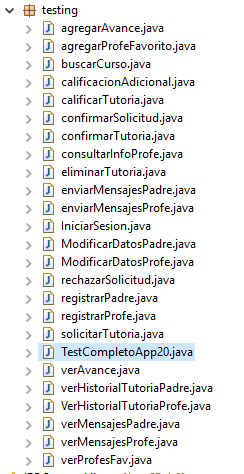 testing
agregarAvance.java
agregarProfeFavorito.java
buscarCurso.java
calificacionAdicional.java
calificarTutoria.java
confirmarSolicitud.java
confirmarTutoria.java
consultarInfoProfe.java
eliminarTutoria.java
enviarMensajesPadre.java
enviarMensajesProfe.java
IniciarSesion.java
ModificarDatosPadre.java
ModificarDatosProfe.java
rechazarSolicitud.java
registrarPadre.java
registrarProfe.java
solicitarTutoria.java
TestCompletoApp20.java
verAvance.java
verHistorialTutoriaPadre.java
VerHistorialTutoriaProfe.java
verMensajesPadre.java
verMensajesProfe.java
verProfesFav.java